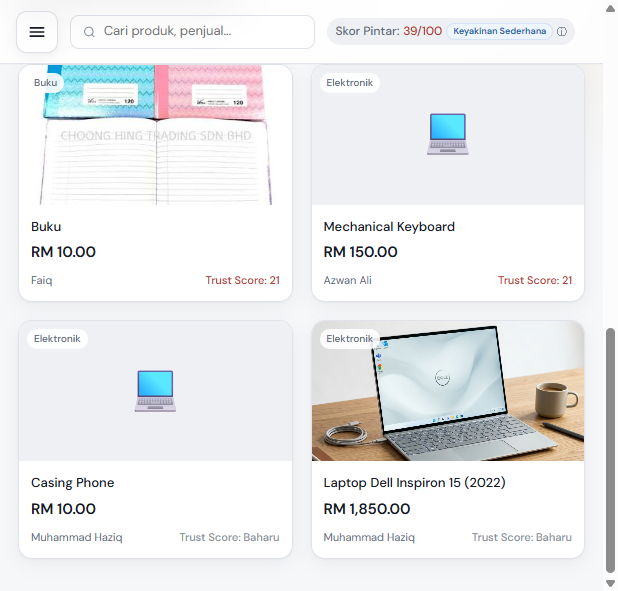 Cari produk, penjual...
Skor Pintar: 39/100 Keyakinan Sederhana ⓘ
Buku
120
120
CHOONG HING TRADING SDN BHD
Buku
RM 10.00
Faiq Trust Score: 21
Elektronik
Mechanical Keyboard
RM 150.00
Azwan Ali Trust Score: 21
Elektronik
Casing Phone
RM 10.00
Muhammad Haziq Trust Score: Baharu
Elektronik
DELL
Laptop Dell Inspiron 15 (2022)
RM 1,850.00
Muhammad Haziq Trust Score: Baharu